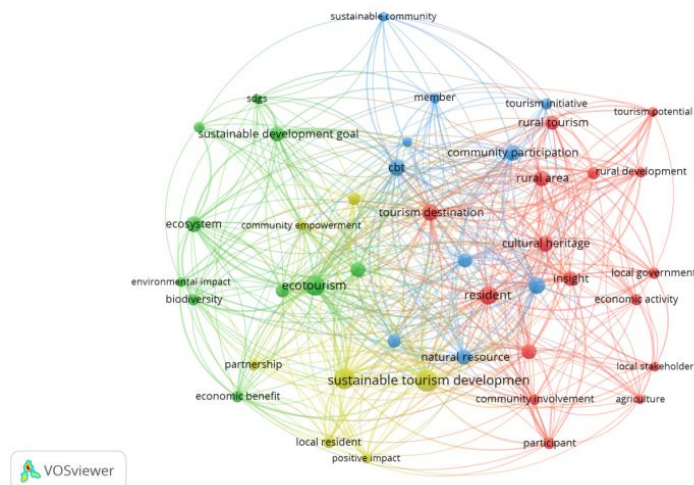 sustainable community
sdgs
member
tourism initiative
tourism potential
rural tourism
sustainable development goal
community participation
cbt
rural area
rural development
tourism destination
ecosystem
community empowerment
cultural heritage
environmental impact
ecotourism
insight
local government
biodiversity
resident
economic activity
natural resource
partnership
sustainable tourism developmen
local stakeholder
economic benefit
community involvement
agriculture
local resident
participant
positive impact
VOSviewer